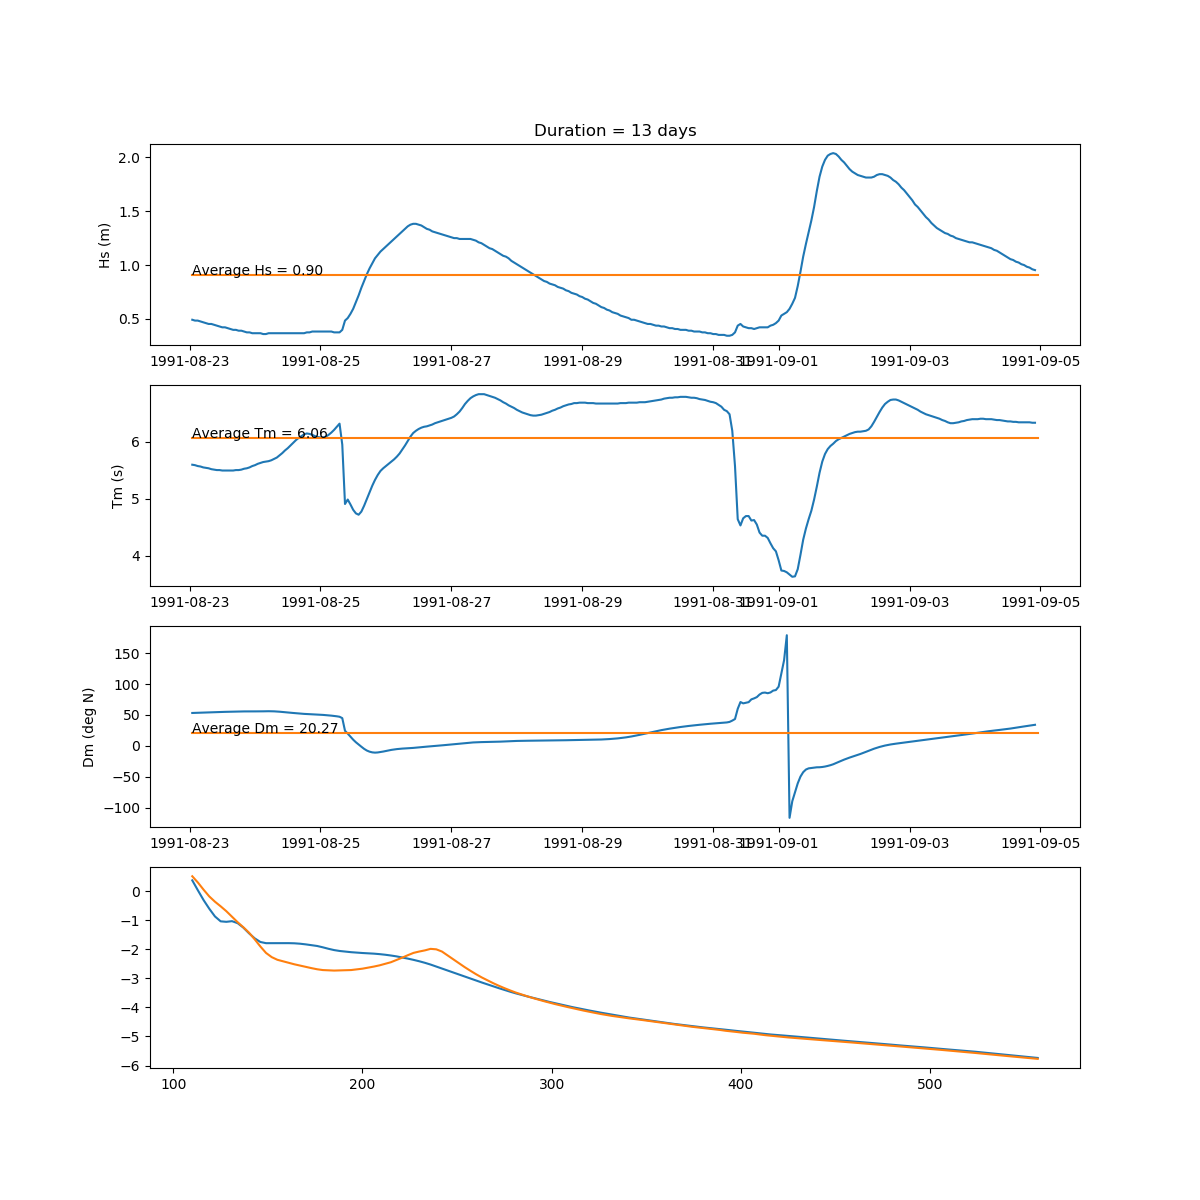 Duration = 13 days
2.0
1.5
1.0
0.5
Hs (m)
Average Hs = 0.90
1991-08-23 1991-08-25 1991-08-27 1991-08-29 1991-08-31 1991-09-01 1991-09-03 1991-09-05
6
5
4
Tm (s)
Average Tm = 6.06
1991-08-23 1991-08-25 1991-08-27 1991-08-29 1991-08-31 1991-09-01 1991-09-03 1991-09-05
150
100
50
0
−50
−100
Dm (deg N)
Average Dm = 20.27
1991-08-23 1991-08-25 1991-08-27 1991-08-29 1991-08-31 1991-09-01 1991-09-03 1991-09-05
0
−1
−2
−3
−4
−5
−6
100 200 300 400 500